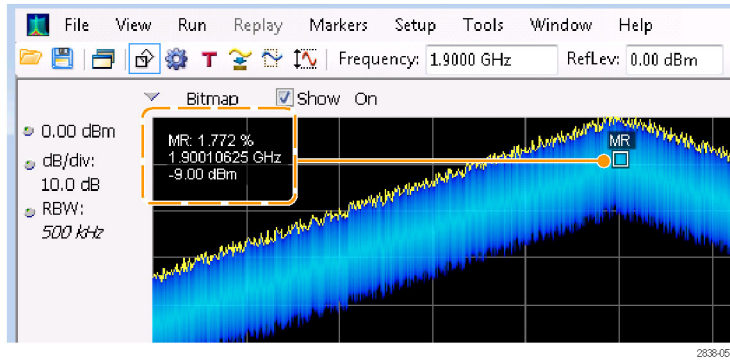 File View Run Replay Markers Setup Tools Window Help
T Frequency: 1.9000 GHz RefLev: 0.00 dBm
Bitmap Show On
0.00 dBm
dB/div:
10.0 dB
RBW:
500 kHz
MR: 1.772 %
1.90010625 GHz
-9.00 dBm
MR
2838-05